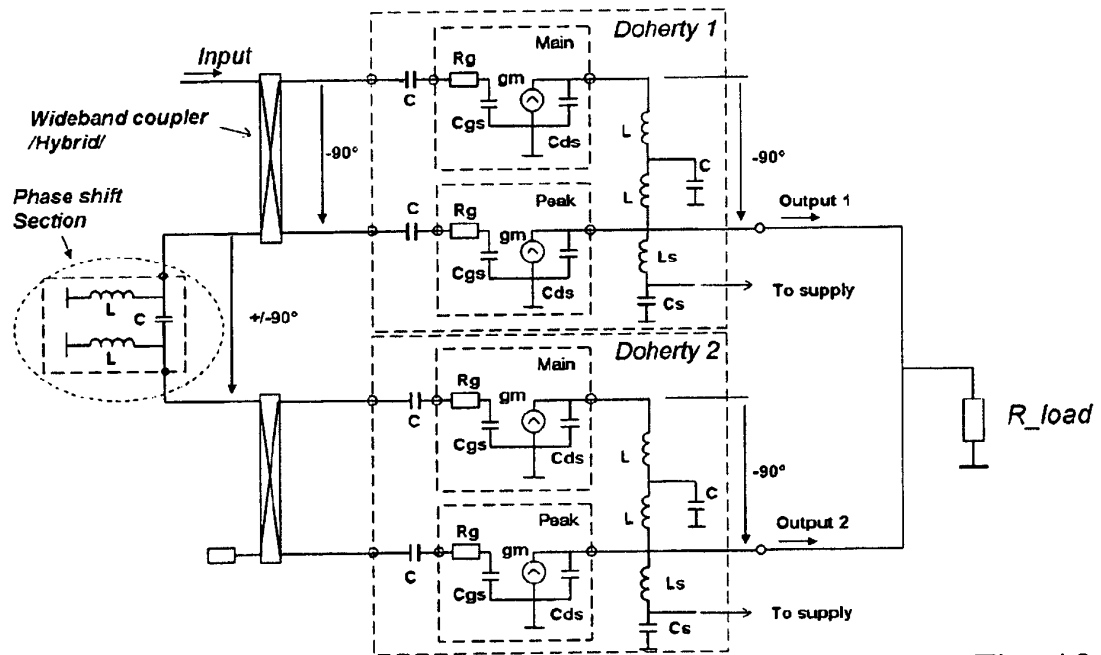 Doherty 1
Input
Main
Rg
gm
C
Cgs
Cds
Wideband coupler
/Hybrid/
-90°
L
C
L
-90°
Phase shift
Section
Peak
C
Rg
gm
Cgs
Cds
Output 1
Ls
Cs
To supply
L
C
L
+/-90°
Doherty 2
Main
Rg
gm
C
Cgs
Cds
L
C
L
-90°
R_load
Peak
Rg
gm
C
Cgs
Cds
Output 2
Ls
Cs
To supply